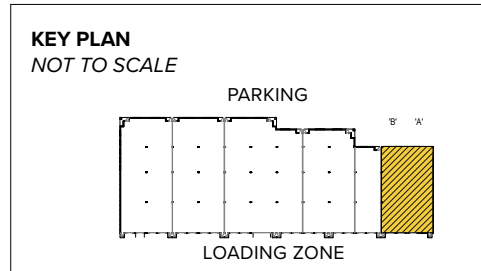 KEY PLAN
NOT TO SCALE
PARKING
'B' 'A'
LOADING ZONE